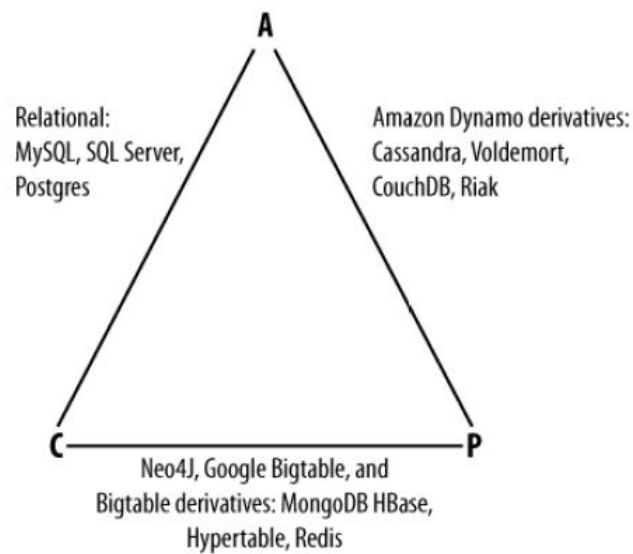 A
Relational:
MySQL, SQL Server,
Postgres
Amazon Dynamo derivatives:
Cassandra, Voldemort,
CouchDB, Riak
C
P
Neo4J, Google Bigtable, and
Bigtable derivatives: MongoDB HBase,
Hypertable, Redis